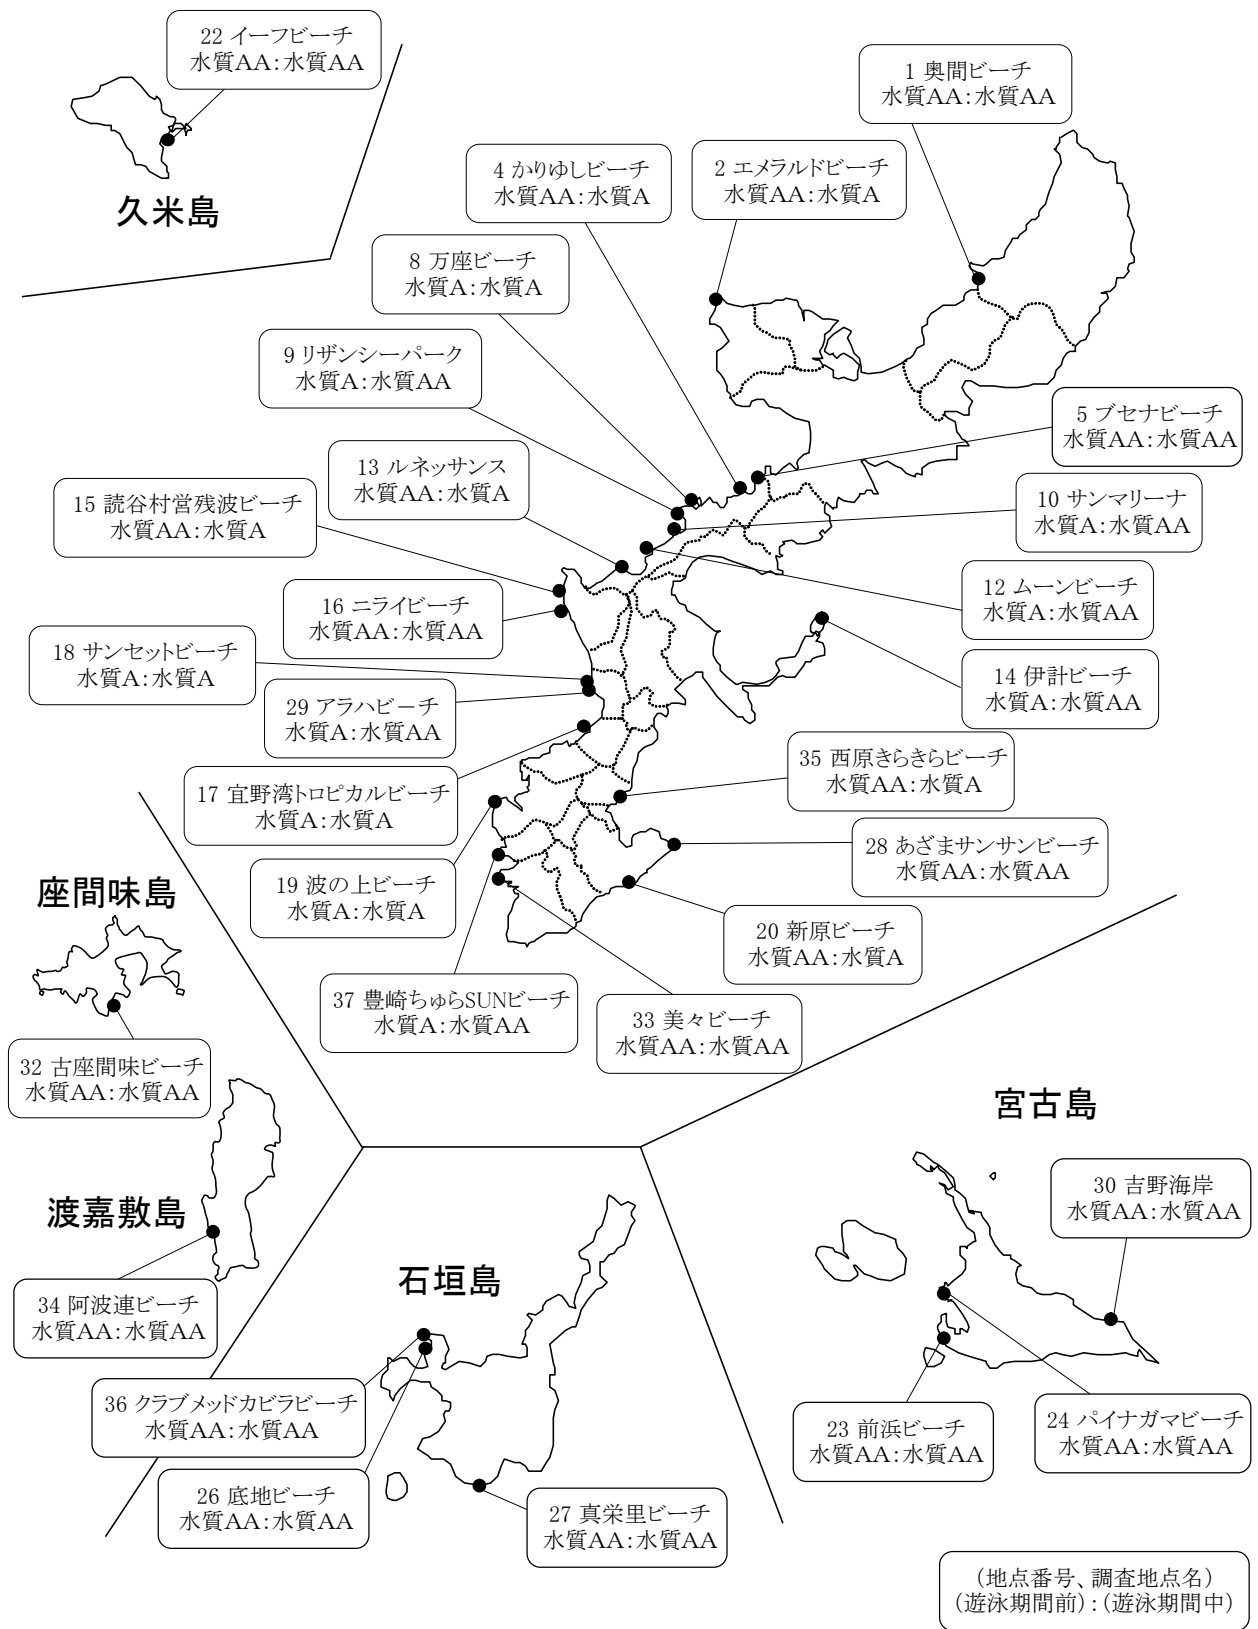 22 イーフビーチ
水質AA：水質AA
久米島
1 奥間ビーチ
水質AA：水質AA
4 かりゆしビーチ
水質AA：水質A
2 エメラルドビーチ
水質AA：水質A
8 万座ビーチ
水質A：水質A
9 リザンシーパーク
水質A：水質AA
5 ブセナビーチ
水質AA：水質AA
13 ルネッサンス
水質AA：水質A
15 読谷村営残波ビーチ
水質AA：水質A
10 サンマリーナ
水質A：水質AA
12 ムーンビーチ
水質A：水質AA
16 ニライビーチ
水質AA：水質AA
18 サンセットビーチ
水質A：水質A
14 伊計ビーチ
水質A：水質AA
29 アラハビーチ
水質A：水質AA
35 西原きらきらビーチ
水質AA：水質A
17 宜野湾トロピカルビーチ
水質A：水質A
28 あざまサンサンビーチ
水質AA：水質AA
19 波の上ビーチ
水質A：水質A
20 新原ビーチ
水質AA：水質A
37 豊崎ちゅらSUNビーチ
水質A：水質AA
33 美々ビーチ
水質AA：水質AA
座間味島
32 古座間味ビーチ
水質AA：水質AA
渡嘉敷島
34 阿波連ビーチ
水質AA：水質AA
石垣島
36 クラブメッドカビラビーチ
水質AA：水質AA
26 底地ビーチ
水質AA：水質AA
27 真栄里ビーチ
水質AA：水質AA
宮古島
30 吉野海岸
水質AA：水質AA
23 前浜ビーチ
水質AA：水質AA
24 パイナガマビーチ
水質AA：水質AA
（地点番号、調査地点名）
（遊泳期間前）：（遊泳期間中）